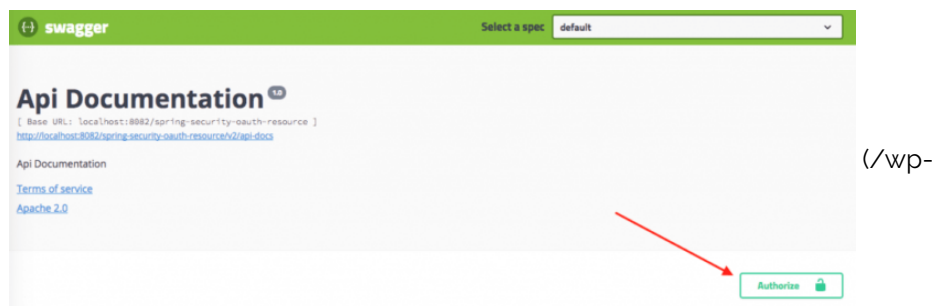 swagger
Select a spec default
Api Documentation 1.0
[ Base URL: localhost:8082/spring-security-oauth-resource ]
http://localhost:8082/spring-security-oauth-resource/v2/api-docs
Api Documentation
(/wp-
Terms of service
Apache 2.0
Authorize